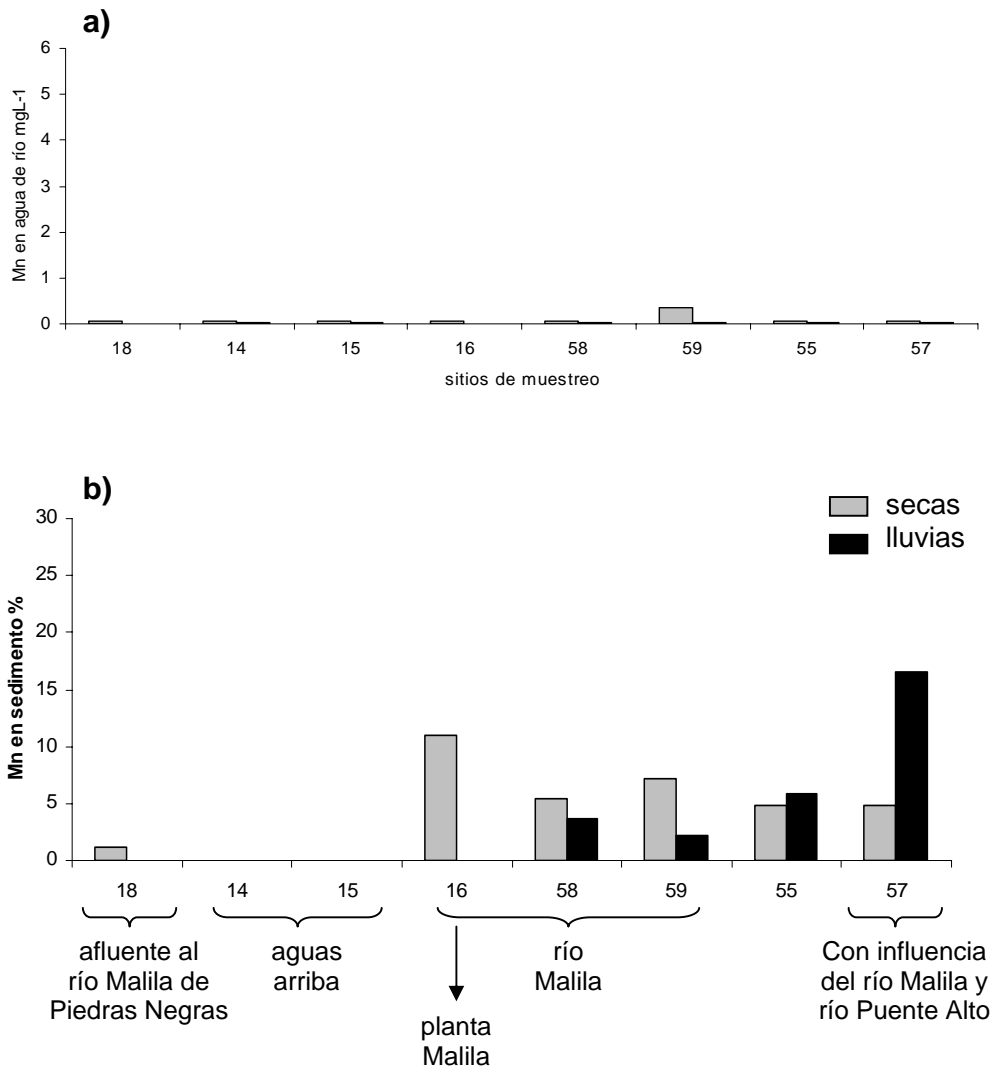 a)
Mn en agua de río mgL-1
6
5
4
3
2
1
0
18 14 15 16 58 59 55 57
sitios de muestreo
b)
secas
lluvias
Mn en sedimento %
30
25
20
15
10
5
0
18 14 15 16 58 59 55 57
afluente al
río Malila de
Piedras Negras
aguas
arriba
río
Malila
Con influencia
del río Malila y
río Puente Alto
planta
Malila